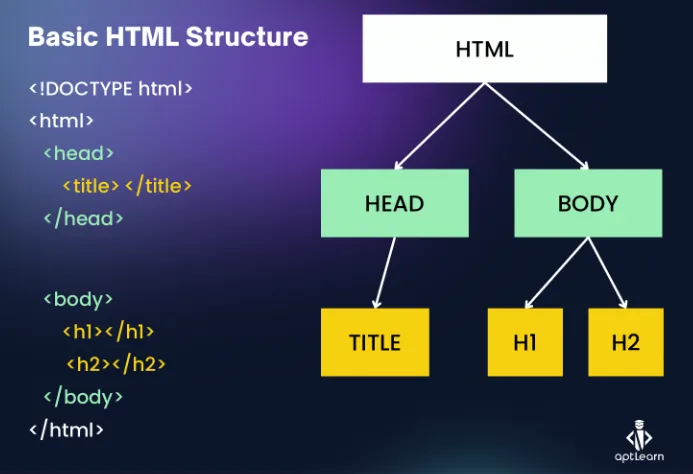 Basic HTML Structure
<!DOCTYPE html>
<html>
<head>
<title> </title>
</head>
<body>
<h1></h1>
<h2></h2>
</body>
</html>
HTML
HEAD
BODY
TITLE
H1
H2
aptLearn